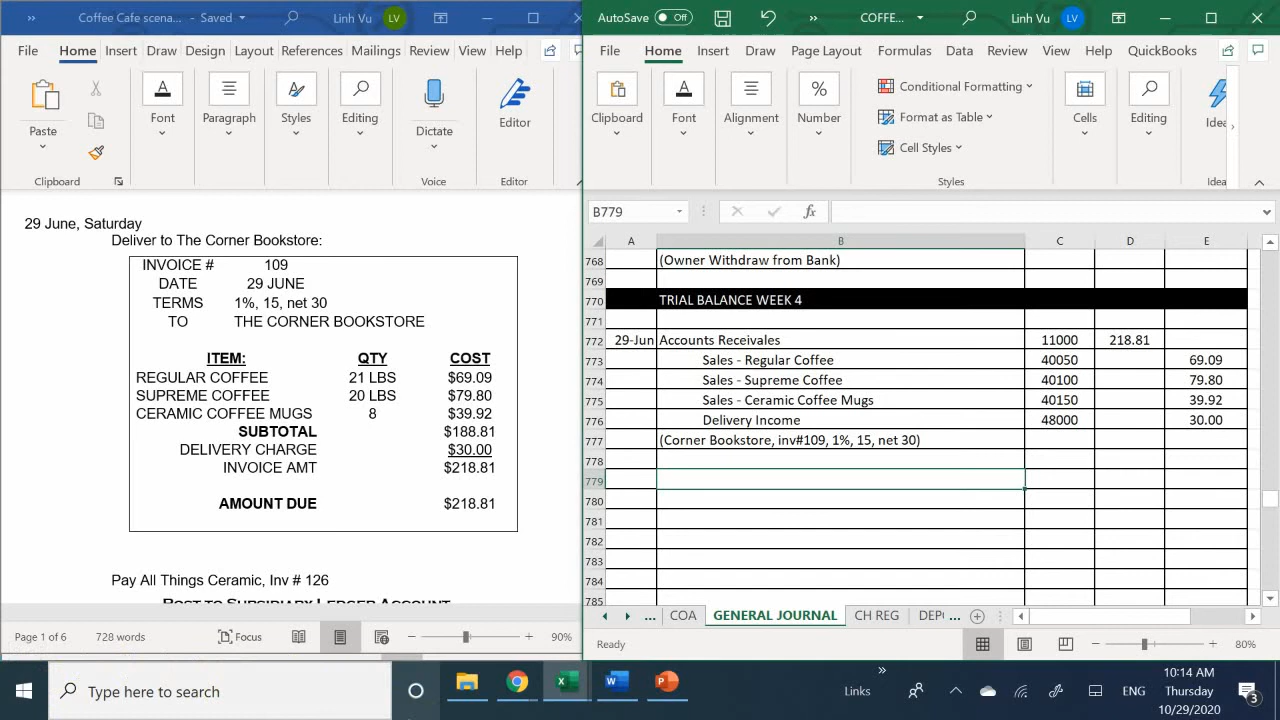 Coffee Cafe scena... - Saved
Linh Vu
LV
File Home Insert Draw Design Layout References Mailings Review View Help
Paste
Font
Paragraph
Styles
Editing
Dictate
Editor
Clipboard
Voice
Editor
29 June, Saturday
Deliver to The Corner Bookstore:
INVOICE # 109
DATE 29 JUNE
TERMS 1%, 15, net 30
TO THE CORNER BOOKSTORE
ITEM: QTY COST
REGULAR COFFEE 21 LBS $69.09
SUPREME COFFEE 20 LBS $79.80
CERAMIC COFFEE MUGS 8 $39.92
SUBTOTAL $188.81
DELIVERY CHARGE $30.00
INVOICE AMT $218.81
AMOUNT DUE $218.81
Pay All Things Ceramic, Inv # 126
POST TO SUBSIDIARY LEDGER ACCOUNT
Page 1 of 6 728 words Focus 90%
AutoSave Off COFFE... Linh Vu LV
File Home Insert Draw Page Layout Formulas Data Review View Help QuickBooks
Clipboard
Font
Alignment
%
Number
Conditional Formatting
Format as Table
Cell Styles
Cells
Editing
Idea
Styles
Idea
B779 fx
A B C D E
768 (Owner Withdraw from Bank)
769
770 TRIAL BALANCE WEEK 4
771
772 29-Jun Accounts Receivales 11000 218.81
773 Sales - Regular Coffee 40050 69.09
774 Sales - Supreme Coffee 40100 79.80
775 Sales - Ceramic Coffee Mugs 40150 39.92
776 Delivery Income 48000 30.00
777 (Corner Bookstore, inv#109, 1%, 15, net 30)
778
779
780
781
782
783
784
785
... COA GENERAL JOURNAL CH REG DEP( ...
Ready 80%
Type here to search
Links
ENG
10:14 AM
Thursday
10/29/2020
3